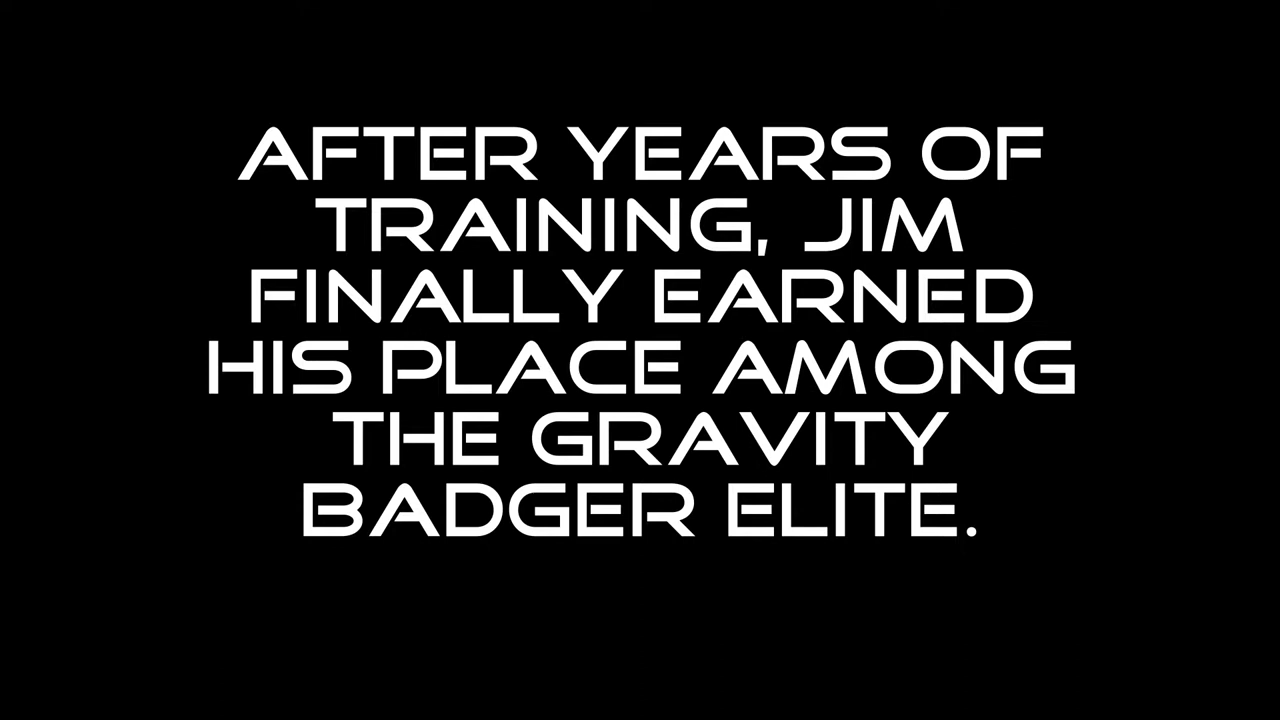 AFTER YEARS OF
TRAINING, JIM
FINALLY EARNED
HIS PLACE AMONG
THE GRAVITY
BADGER ELITE.